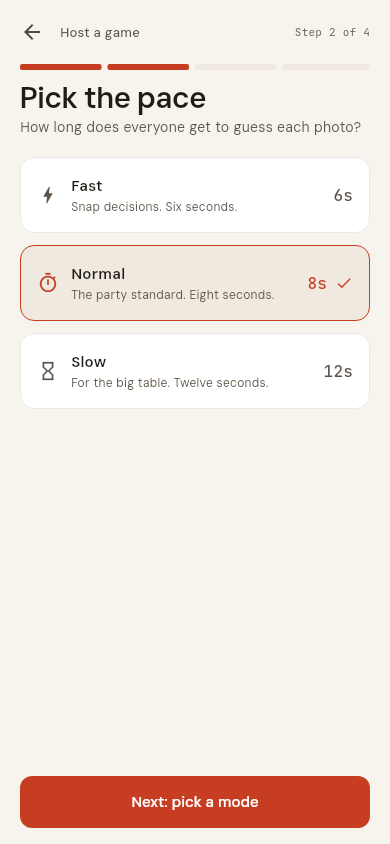 Host a game
Step 2 of 4
Pick the pace
How long does everyone get to guess each photo?
Fast
Snap decisions. Six seconds.
6s
Normal
The party standard. Eight seconds.
8s
Slow
For the big table. Twelve seconds.
12s
Next: pick a mode